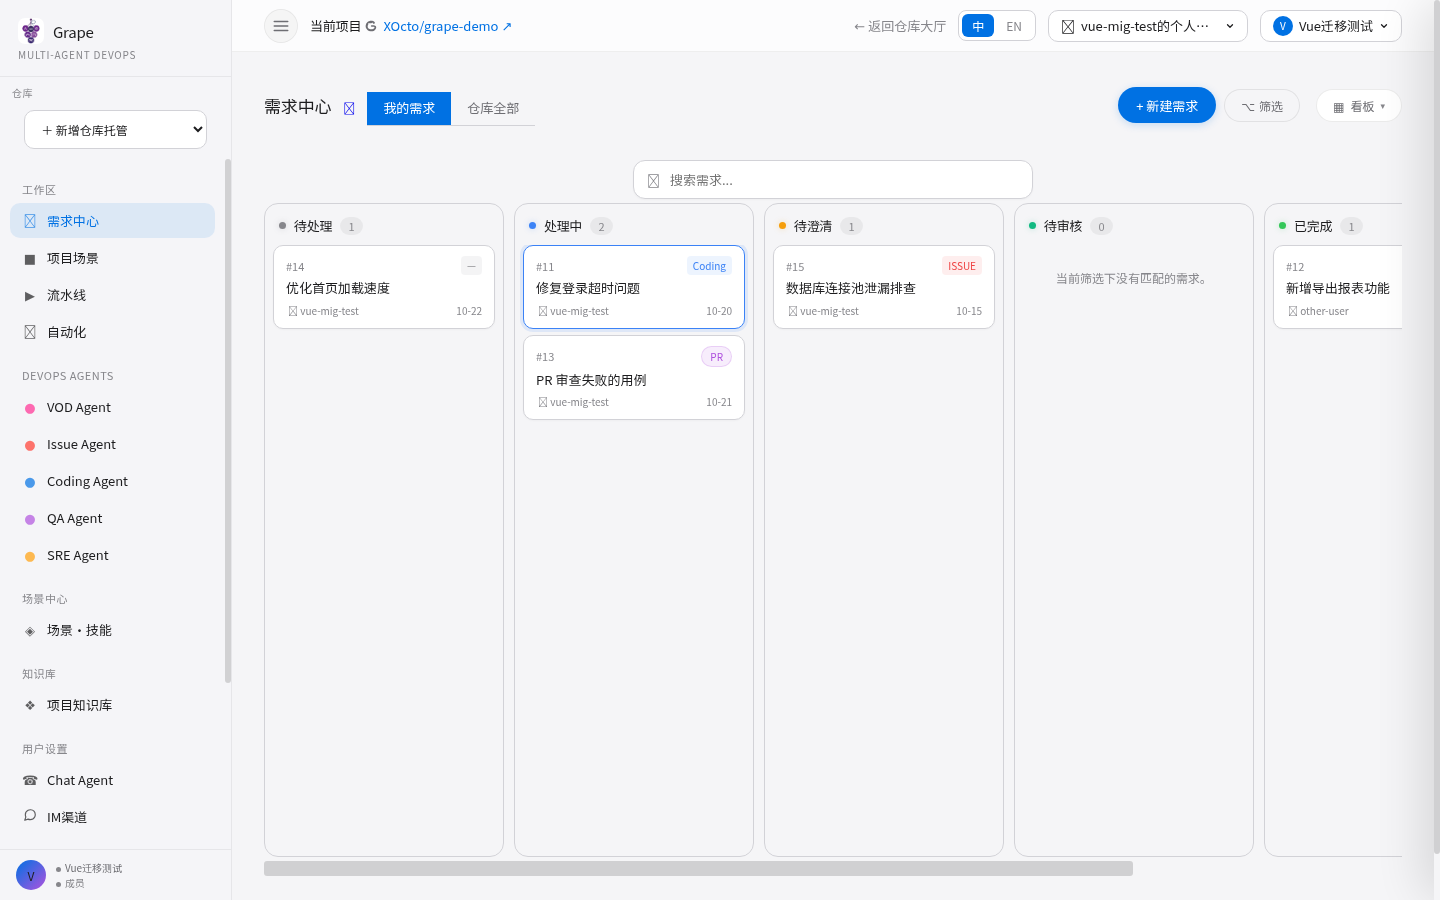 Grape
MULTI-AGENT DEVOPS
仓库
＋ 新增仓库托管
工作区
需求中心
项目场景
流水线
自动化
DEVOPS AGENTS
VOD Agent
Issue Agent
Coding Agent
QA Agent
SRE Agent
场景中心
场景・技能
知识库
项目知识库
用户设置
Chat Agent
IM渠道
V
Vue迁移测试
成员
当前项目 G XOcto/grape-demo ↗
← 返回仓库大厅
中 EN
vue-mig-test的个人…
V Vue迁移测试
需求中心
我的需求
仓库全部
+ 新建需求
⌥ 筛选
▦ 看板 ▾
搜索需求...
待处理 1
#14 —
优化首页加载速度
vue-mig-test 10-22
处理中 2
#11 Coding
修复登录超时问题
vue-mig-test 10-20
#13 PR
PR 审查失败的用例
vue-mig-test 10-21
待澄清 1
#15 ISSUE
数据库连接池泄漏排查
vue-mig-test 10-15
待审核 0
当前筛选下没有匹配的需求。
已完成 1
#12
新增导出报表功能
other-user